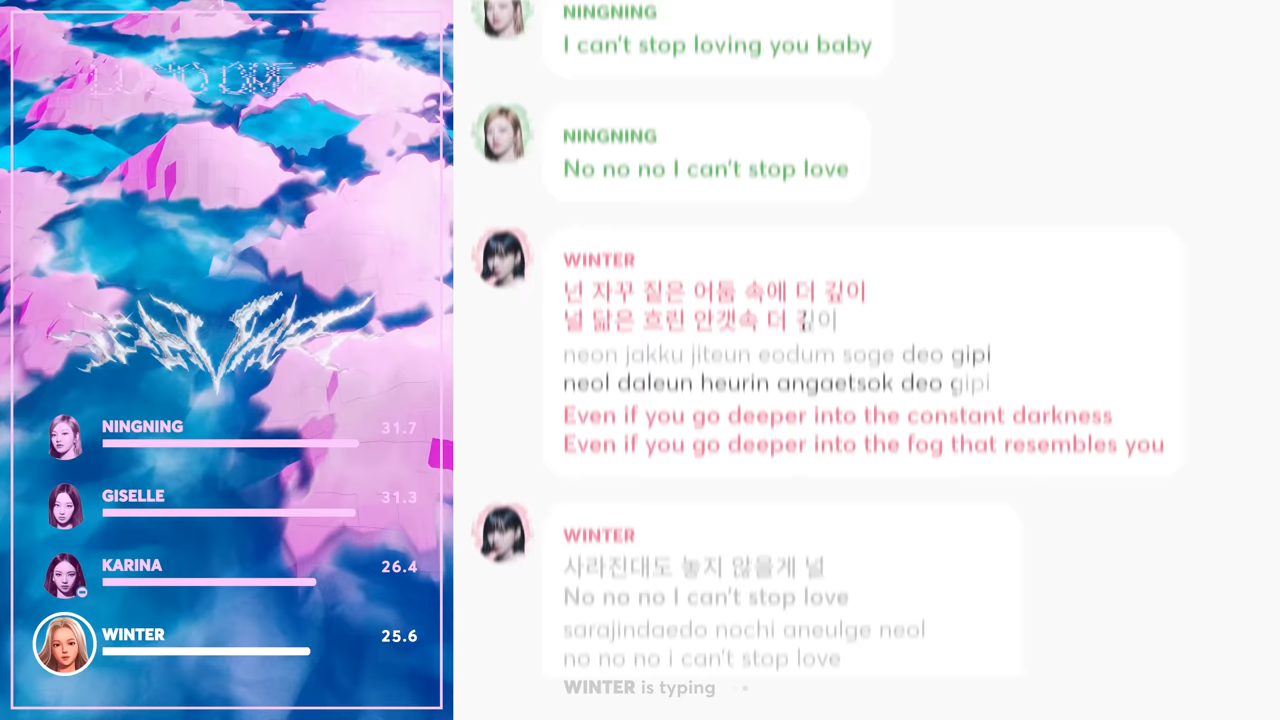 NINGNING 31.7
GISELLE 31.3
KARINA 26.4
WINTER 25.6
NINGNING
I can't stop loving you baby
NINGNING
No no no I can't stop love
WINTER
넌 자꾸 짙은 어둠 속에 더 깊이
널 닮은 흐린 안갯속 더 깊이
neon jakku jiteun eodum soge deo gipi
neol daleun heurin angaetsok deo gipi
Even if you go deeper into the constant darkness
Even if you go deeper into the fog that resembles you
WINTER
사라진대도 놓지 않을게 널
No no no I can't stop love
sarajindaedo nochi aneulge neol
no no no i can't stop love
WINTER is typing